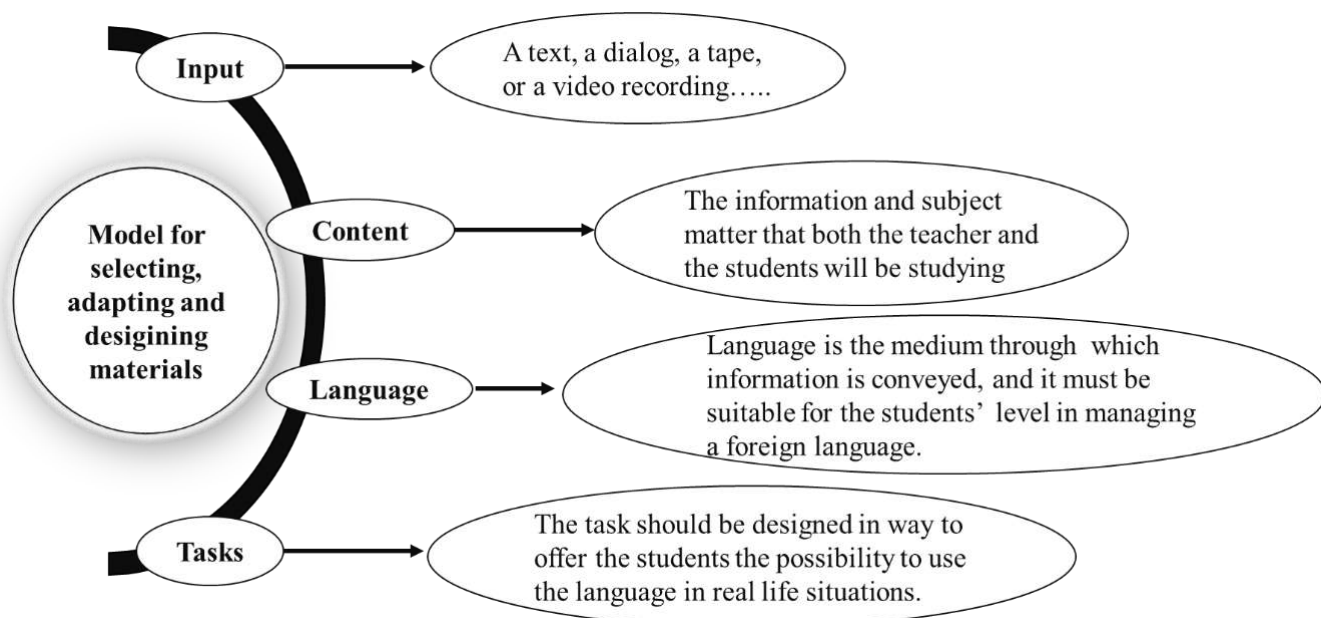 Input
A text, a dialog, a tape,
or a video recording…..
Model for
selecting,
adapting and
desigining
materials
Content
The information and subject
matter that both the teacher and
the students will be studying
Language
Language is the medium through which
information is conveyed, and it must be
suitable for the students’ level in managing
a foreign language.
Tasks
The task should be designed in way to
offer the students the possibility to use
the language in real life situations.